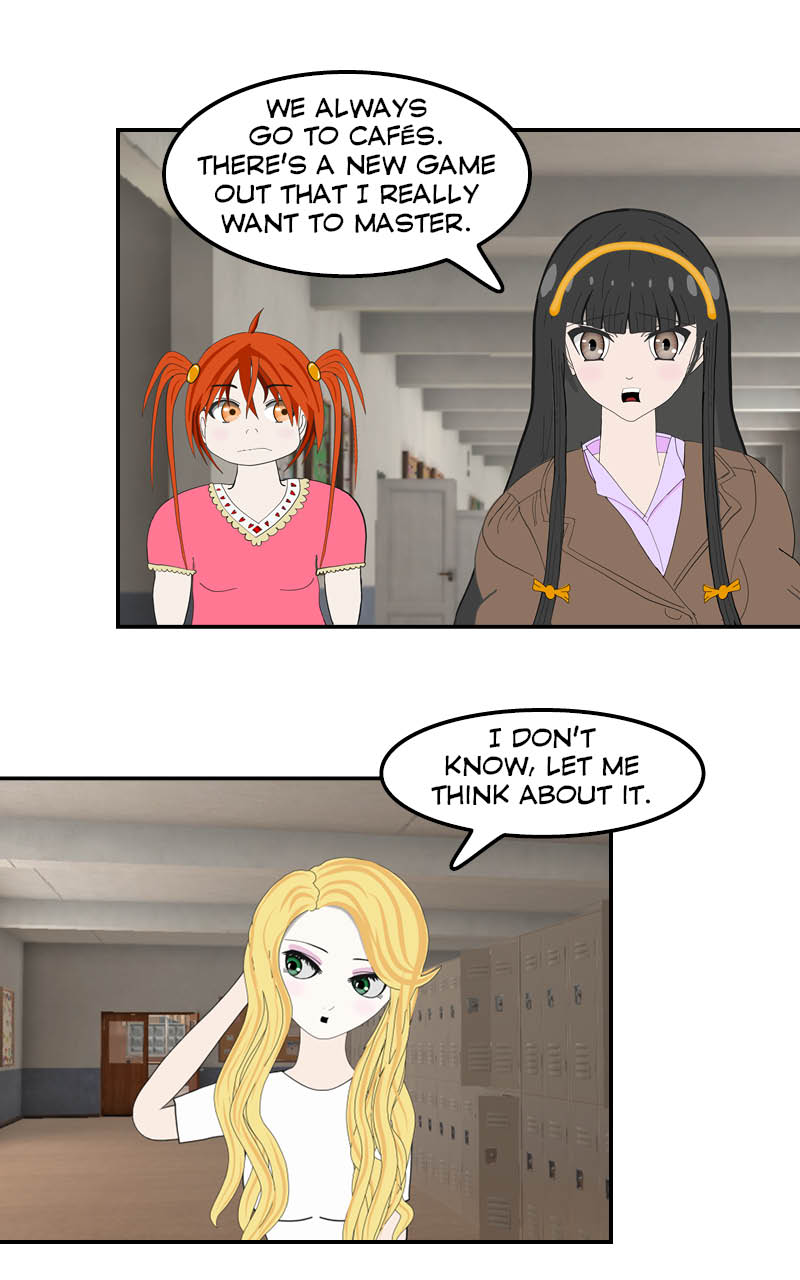 WE ALWAYS
GO TO CAFÉS.
THERE'S A NEW GAME
OUT THAT I REALLY
WANT TO MASTER.
I DON'T
KNOW, LET ME
THINK ABOUT IT.